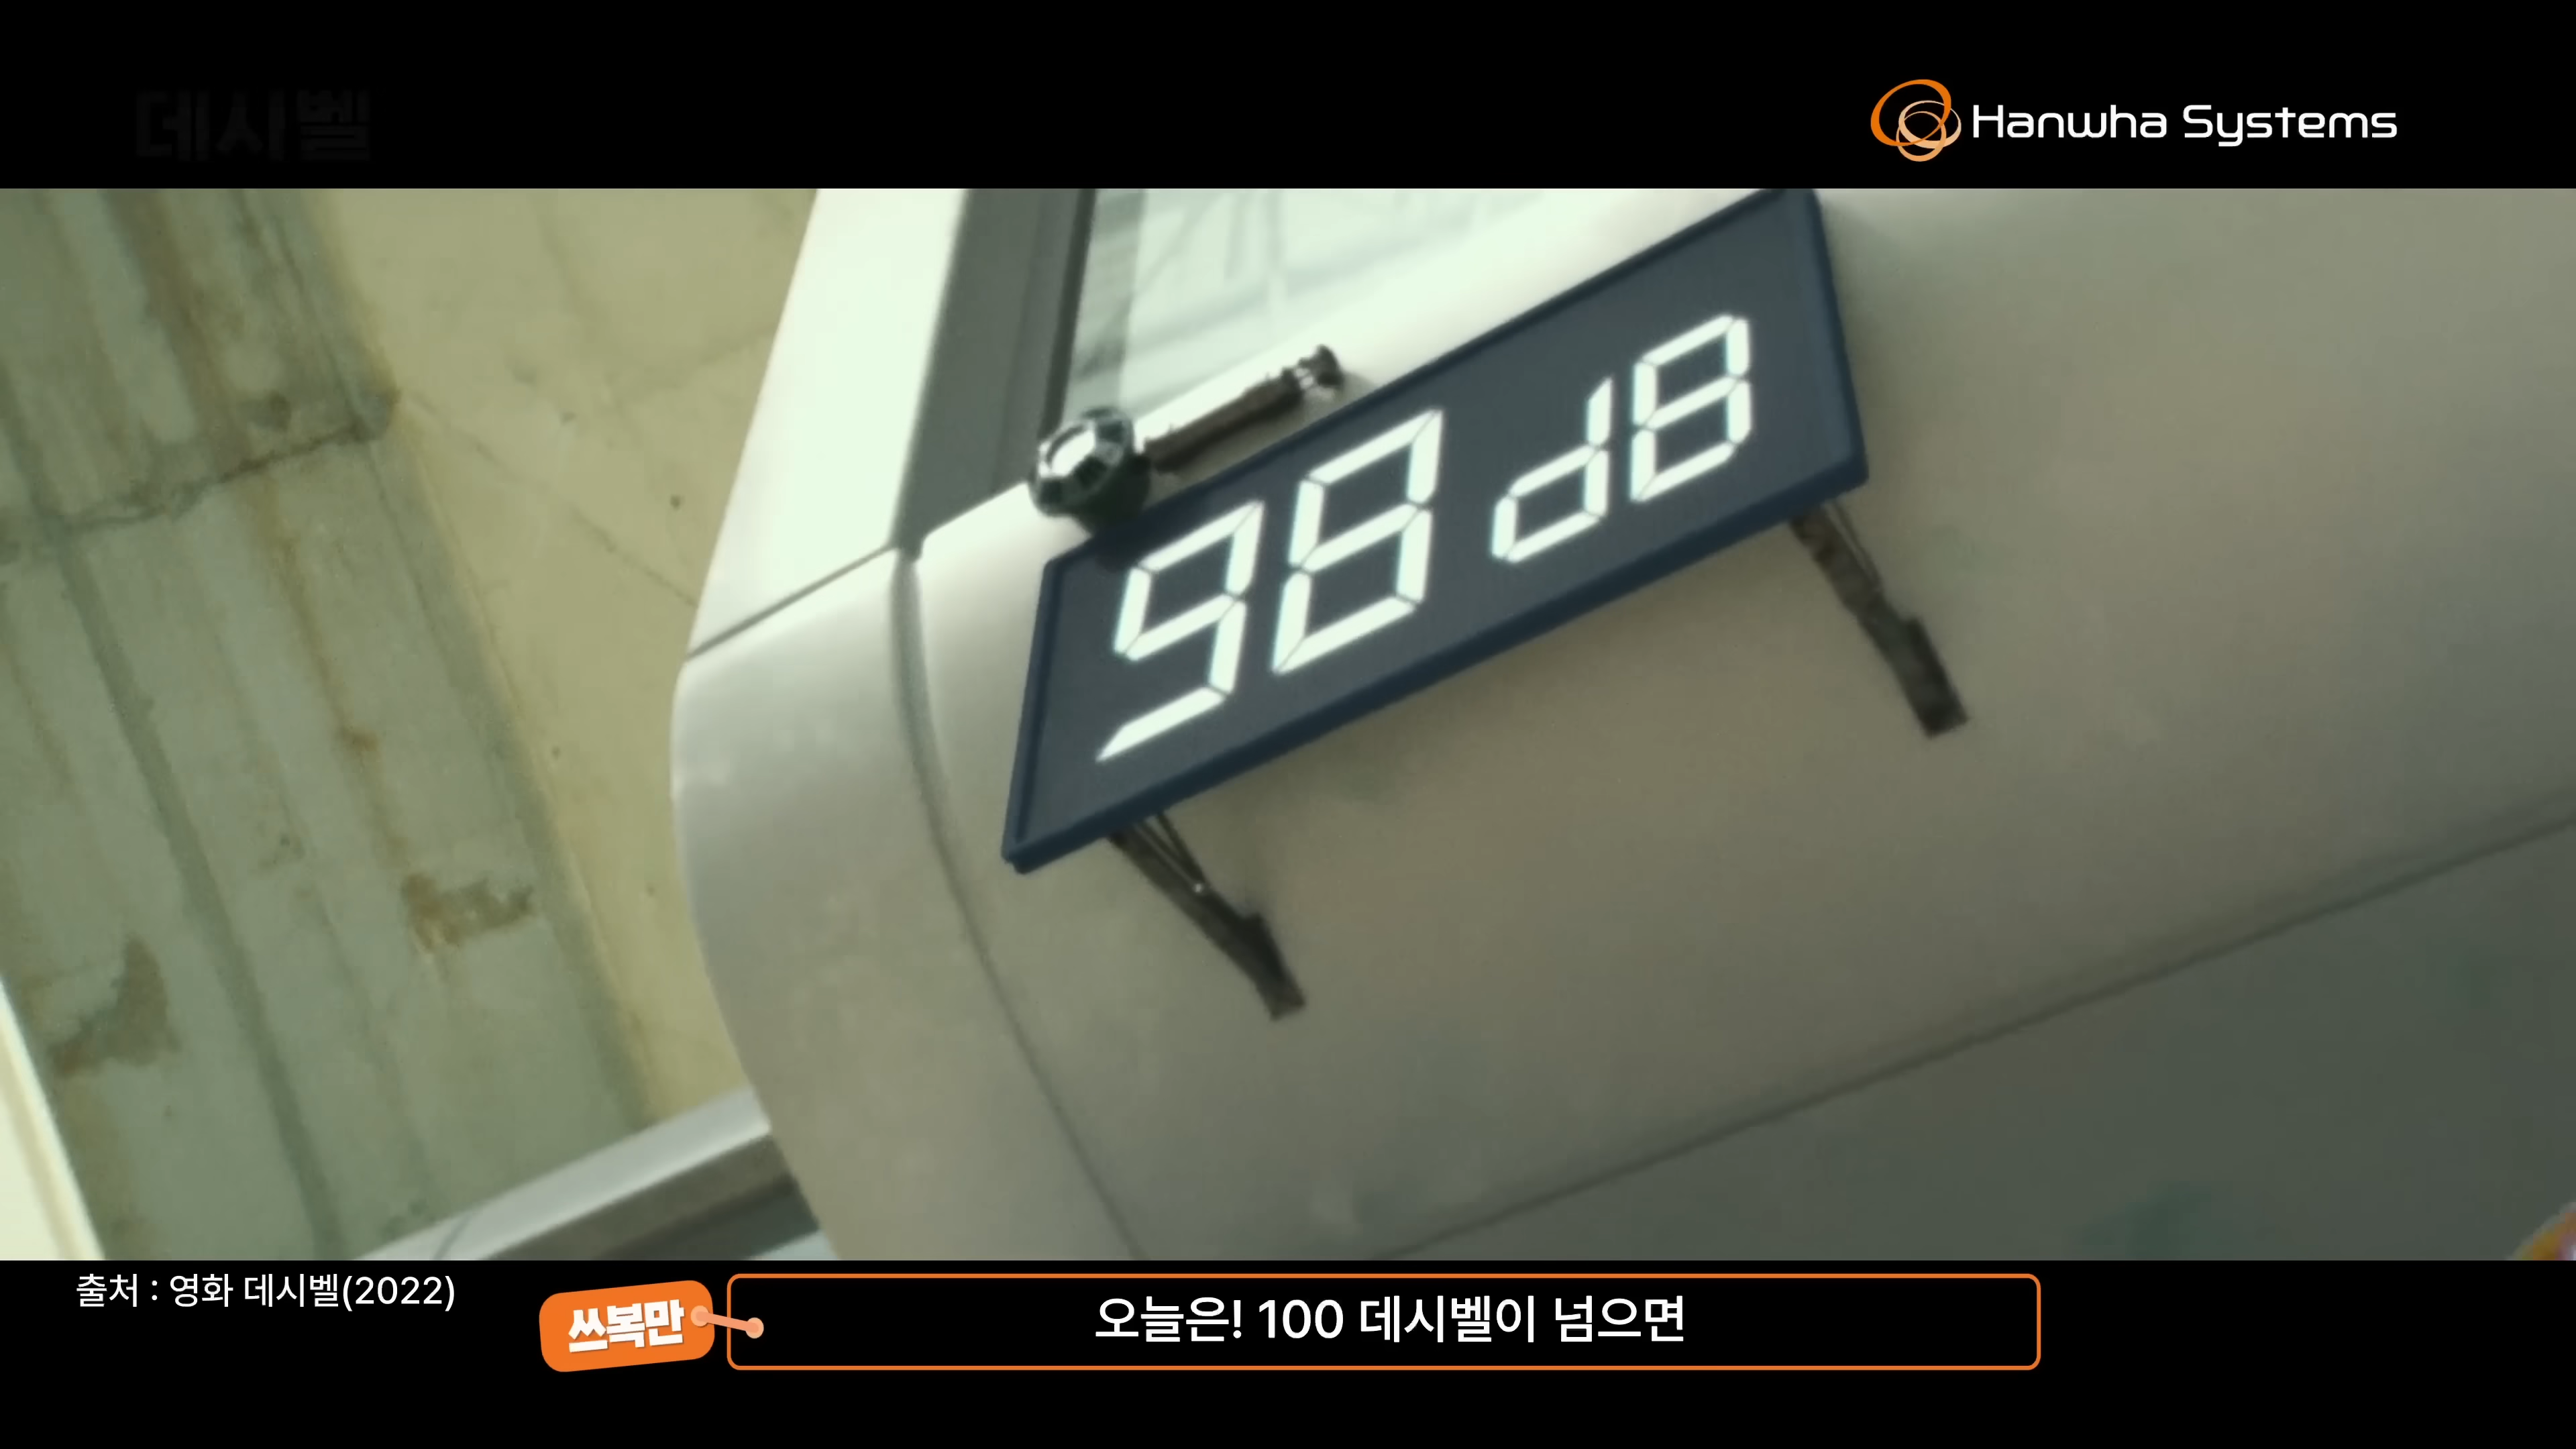 데시벨
Hanwha Systems
98 dB
출처 : 영화 데시벨(2022)
쓰복만
오늘은! 100 데시벨이 넘으면